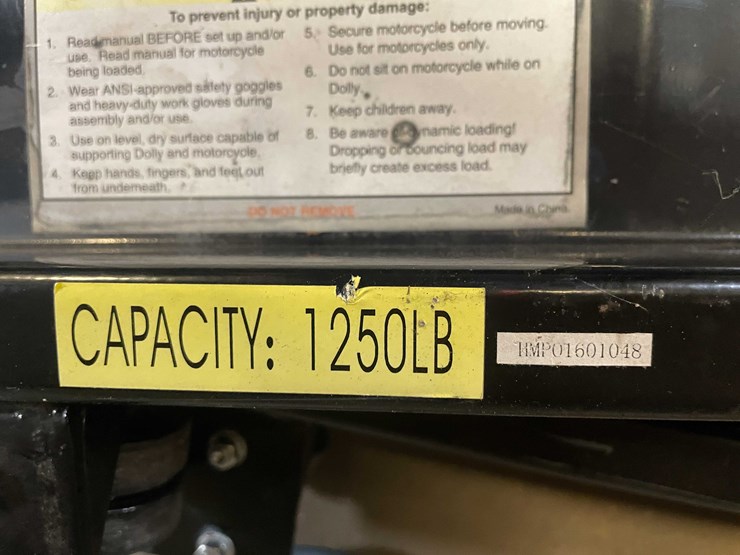 To prevent injury or property damage:
1. Read manual BEFORE set up and/or
use. Read manual for motorcycle
being loaded.
2. Wear ANSI-approved safety goggles
and heavy-duty work gloves during
assembly and/or use.
3. Use on level, dry surface capable of
supporting Dolly and motorcycle.
4. Keep hands, fingers, and feet out
from underneath.
5. Secure motorcycle before moving.
Use for motorcycles only.
6. Do not sit on motorcycle while on
Dolly.
7. Keep children away.
8. Be aware namic loading!
Dropping or bouncing load may
briefly create excess load.
DO NOT REMOVE
Made in China
CAPACITY: 1250LB
HMP01601048